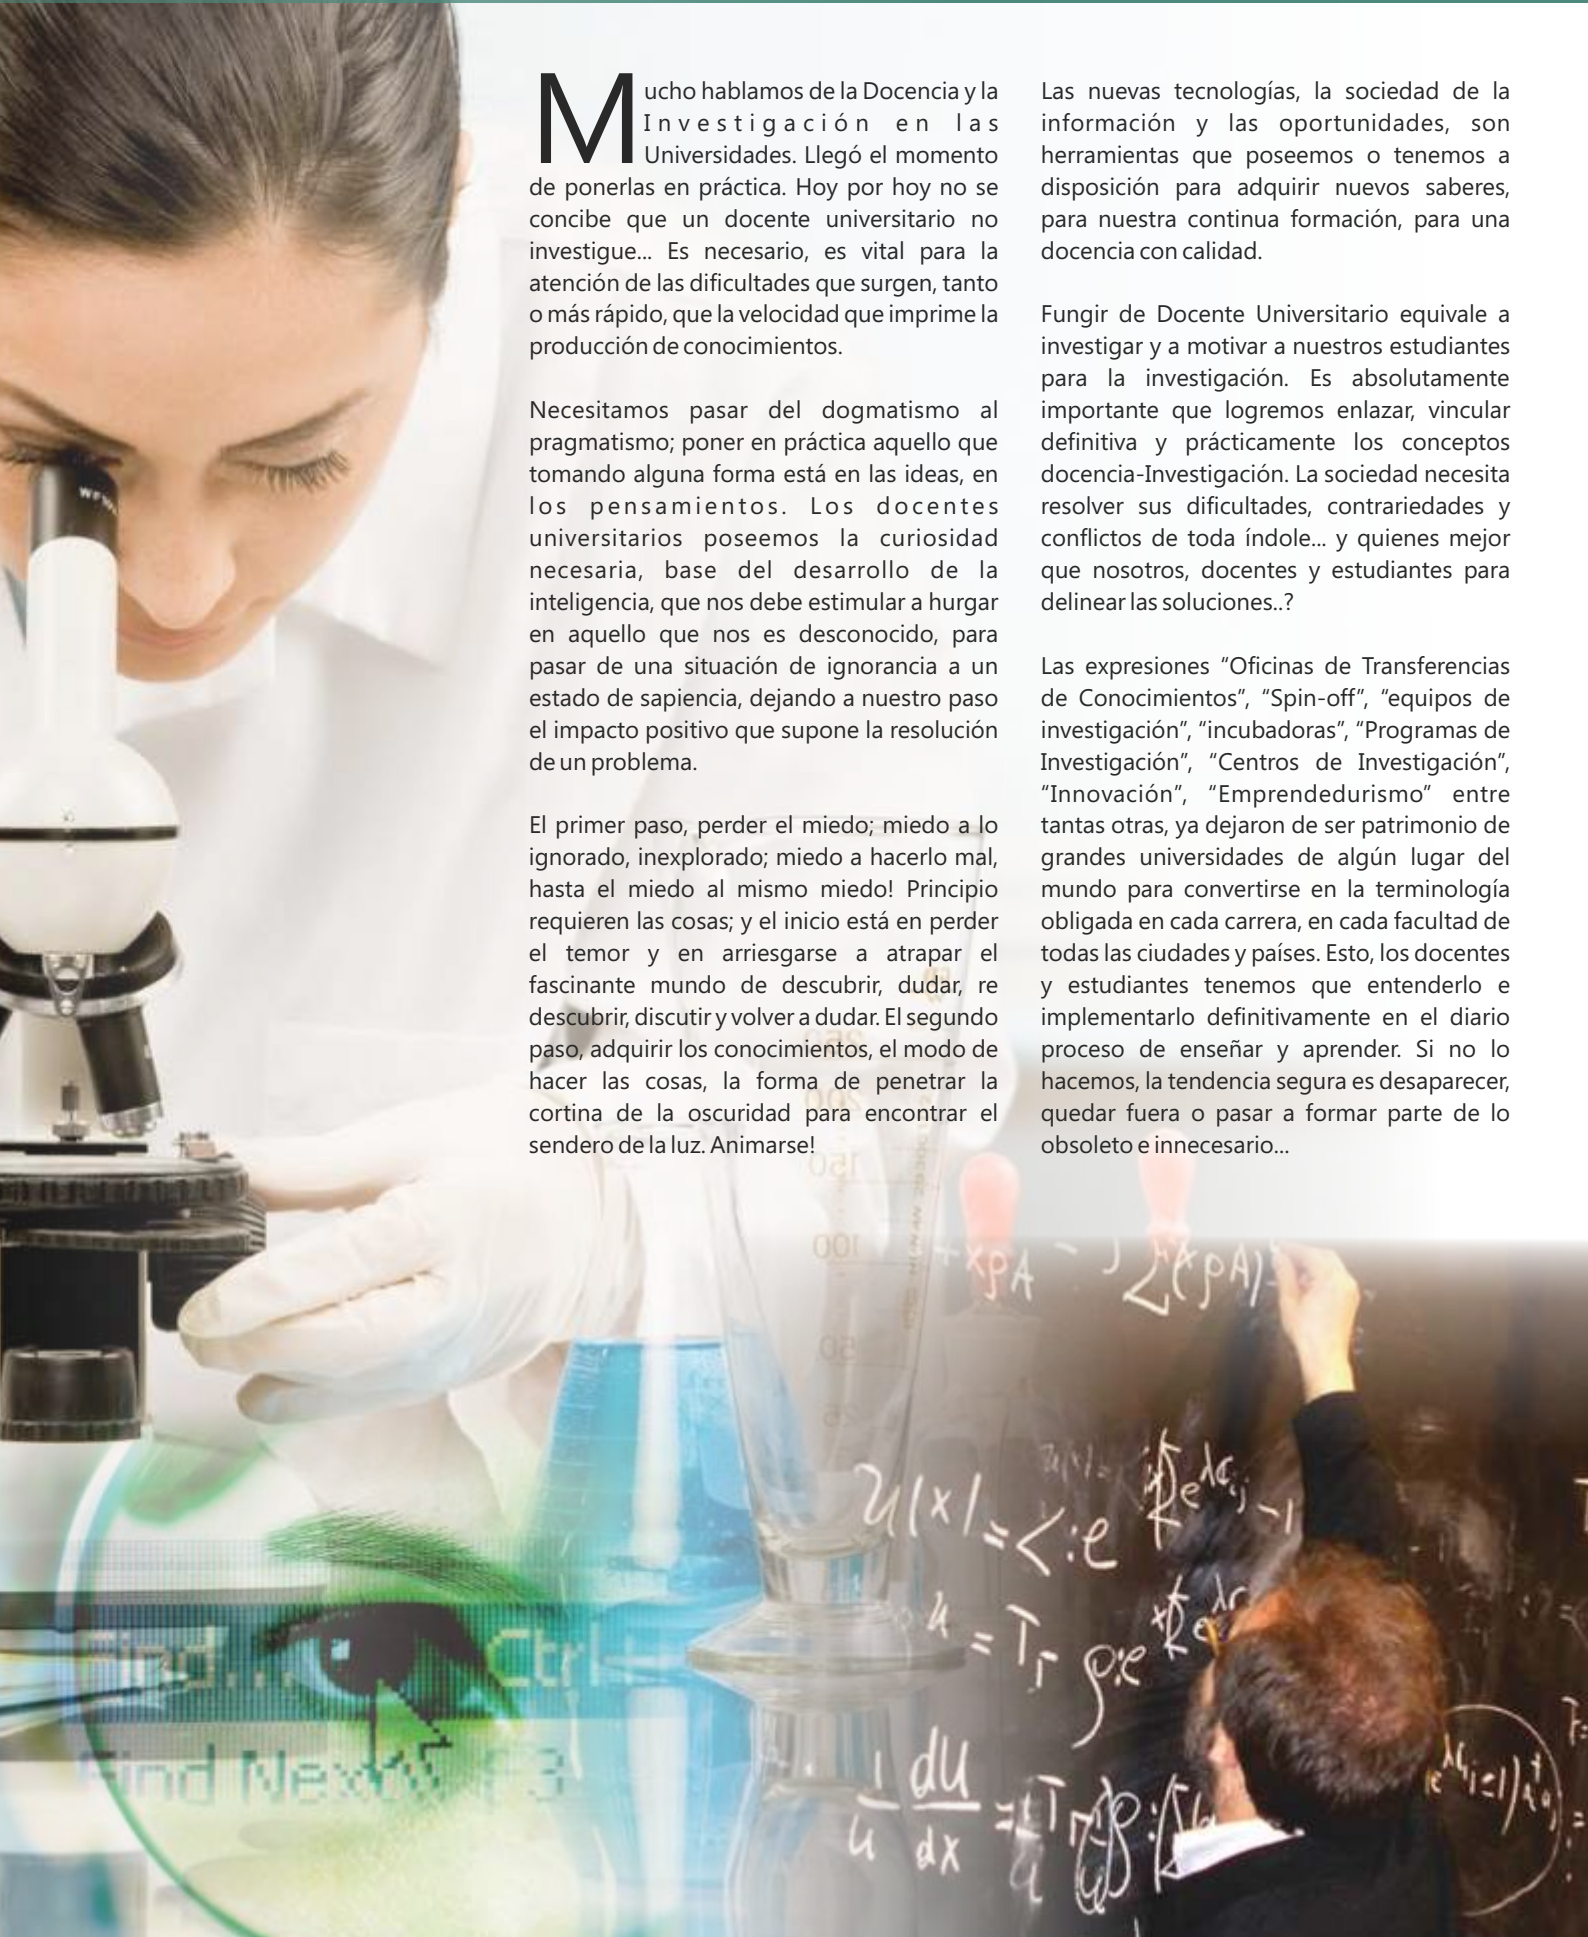 Mucho hablamos de la Docencia y la
Investigación en las
Universidades. Llegó el momento
de ponerlas en práctica. Hoy por hoy no se
concibe que un docente universitario no
investigue... Es necesario, es vital para la
atención de las dificultades que surgen, tanto
o más rápido, que la velocidad que imprime la
producción de conocimientos.
Necesitamos pasar del dogmatismo al
pragmatismo; poner en práctica aquello que
tomando alguna forma está en las ideas, en
los pensamientos. Los docentes
universitarios poseemos la curiosidad
necesaria, base del desarrollo de la
inteligencia, que nos debe estimular a hurgar
en aquello que nos es desconocido, para
pasar de una situación de ignorancia a un
estado de sapiencia, dejando a nuestro paso
el impacto positivo que supone la resolución
de un problema.
El primer paso, perder el miedo; miedo a lo
ignorado, inexplorado; miedo a hacerlo mal,
hasta el miedo al mismo miedo! Principio
requieren las cosas; y el inicio está en perder
el temor y en arriesgarse a atrapar el
fascinante mundo de descubrir, dudar, re
descubrir, discutir y volver a dudar. El segundo
paso, adquirir los conocimientos, el modo de
hacer las cosas, la forma de penetrar la
cortina de la oscuridad para encontrar el
sendero de la luz. Animarse!
Las nuevas tecnologías, la sociedad de la
información y las oportunidades, son
herramientas que poseemos o tenemos a
disposición para adquirir nuevos saberes,
para nuestra continua formación, para una
docencia con calidad.
Fungir de Docente Universitario equivale a
investigar y a motivar a nuestros estudiantes
para la investigación. Es absolutamente
importante que logremos enlazar, vincular
definitiva y prácticamente los conceptos
docencia-Investigación. La sociedad necesita
resolver sus dificultades, contrariedades y
conflictos de toda índole... y quienes mejor
que nosotros, docentes y estudiantes para
delinear las soluciones..?
Las expresiones “Oficinas de Transferencias
de Conocimientos”, “Spin-off”, “equipos de
investigación”, “incubadoras”, “Programas de
Investigación”, “Centros de Investigación”,
“Innovación”, “Emprendedurismo” entre
tantas otras, ya dejaron de ser patrimonio de
grandes universidades de algún lugar del
mundo para convertirse en la terminología
obligada en cada carrera, en cada facultad de
todas las ciudades y países. Esto, los docentes
y estudiantes tenemos que entenderlo e
implementarlo definitivamente en el diario
proceso de enseñar y aprender. Si no lo
hacemos, la tendencia segura es desaparecer,
quedar fuera o pasar a formar parte de lo
obsoleto e innecesario...
150
100
50
25
Find... Ctrl+
Find Next F3